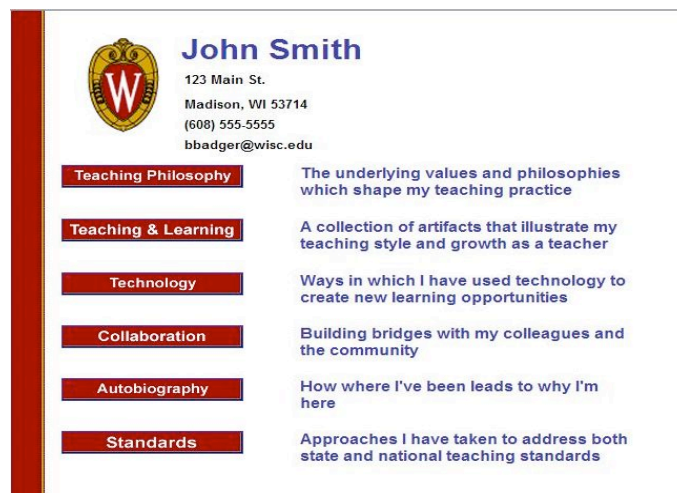 W
John Smith
123 Main St.
Madison, WI 53714
(608) 555-5555
bbadger@wisc.edu
Teaching Philosophy
The underlying values and philosophies
which shape my teaching practice
Teaching & Learning
A collection of artifacts that illustrate my
teaching style and growth as a teacher
Technology
Ways in which I have used technology to
create new learning opportunities
Collaboration
Building bridges with my colleagues and
the community
Autobiography
How where I've been leads to why I'm
here
Standards
Approaches I have taken to address both
state and national teaching standards